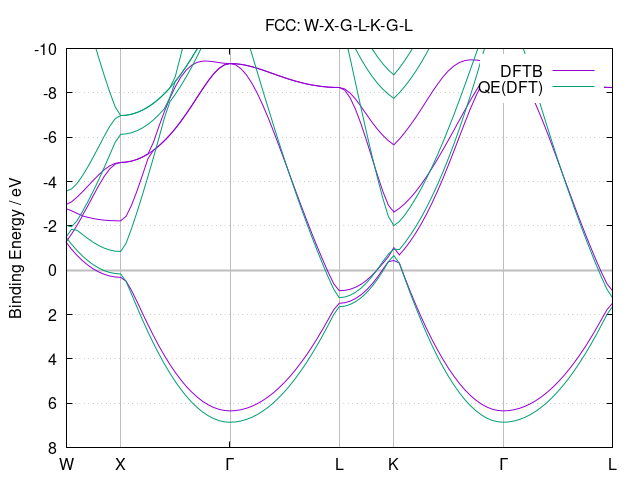 FCC: W-X-G-L-K-G-L
-10
-8
-6
-4
-2
0
2
4
6
8
Binding Energy / eV
DFTB
QE(DFT)
W X Γ L K Γ L